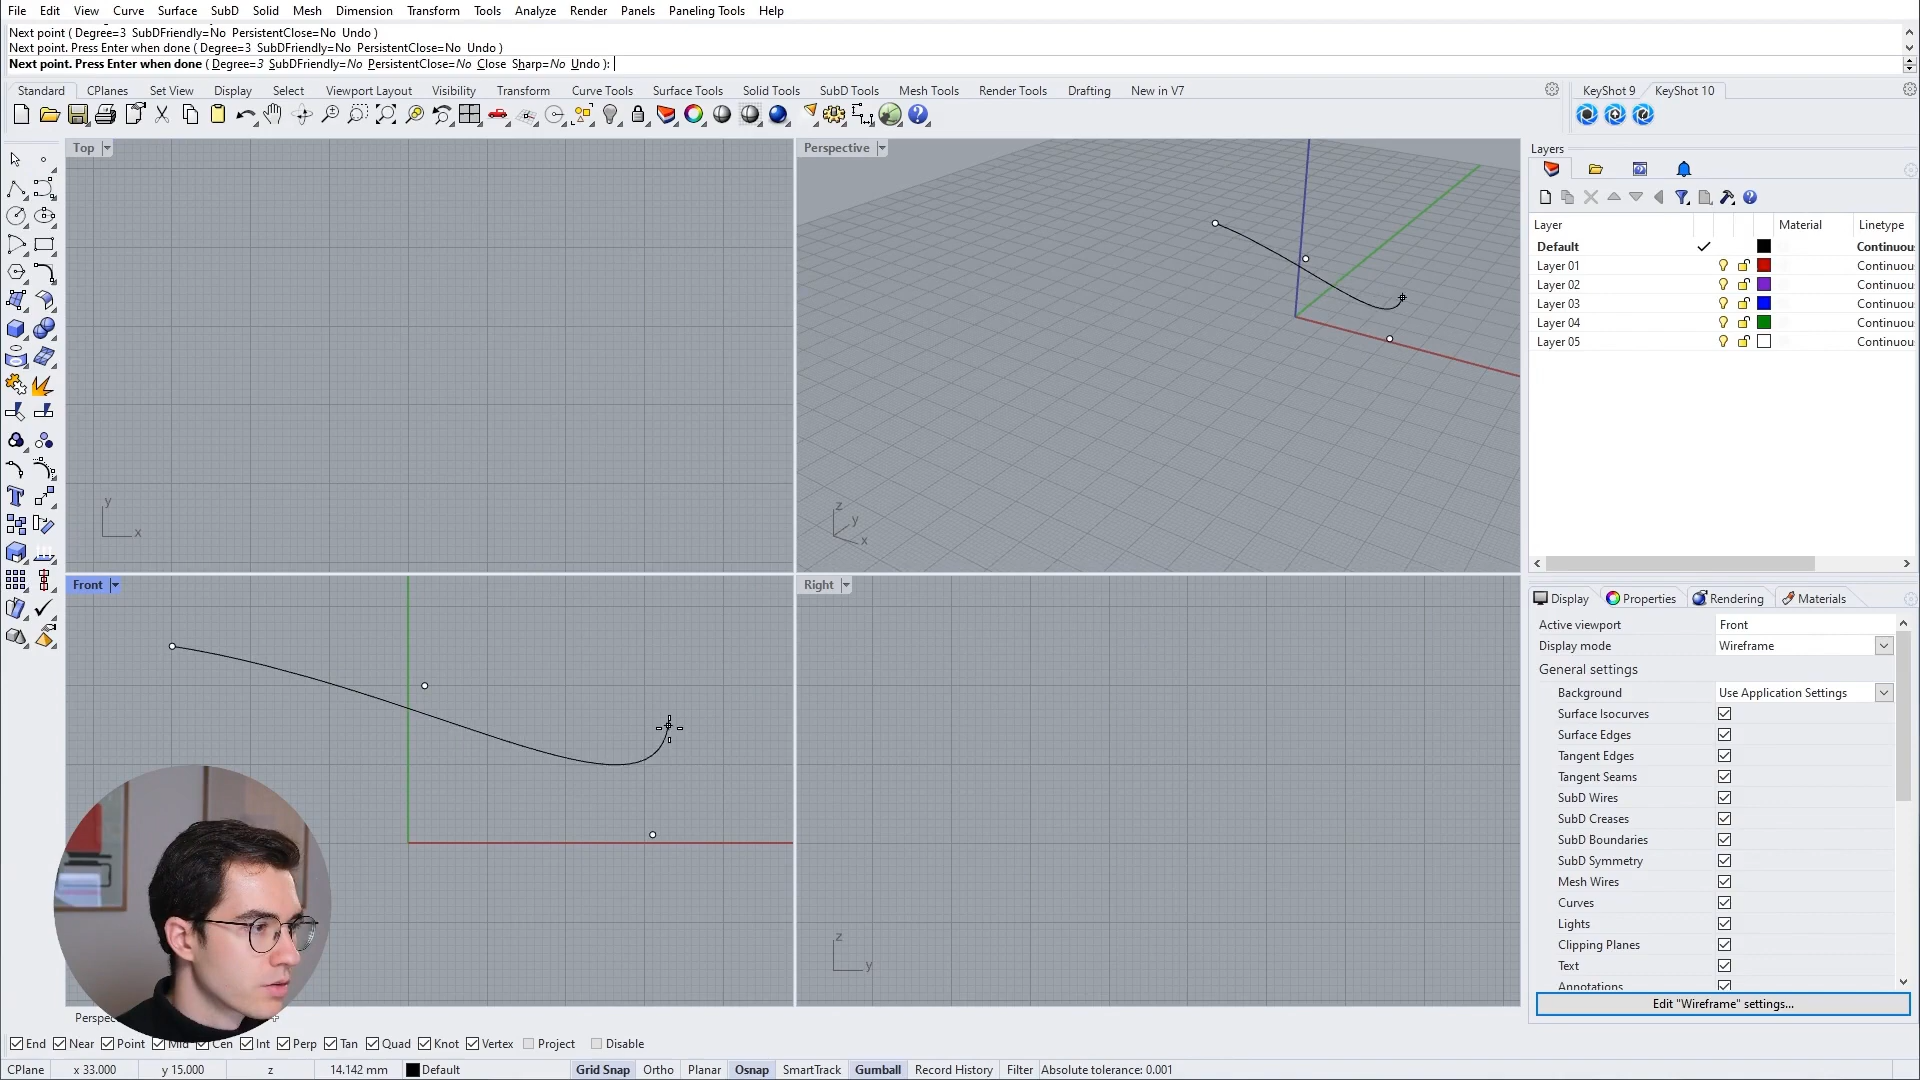 File Edit View Curve Surface SubD Solid Mesh Dimension Transform Tools Analyze Render Panels Paneling Tools Help
Next point ( Degree=3 SubDFriendly=No PersistentClose=No Undo )
Next point. Press Enter when done ( Degree=3 SubDFriendly=No PersistentClose=No Undo )
Next point. Press Enter when done ( Degree=3 SubDFriendly=No PersistentClose=No Close Sharp=No Undo ):
Standard CPlanes Set View Display Select Viewport Layout Visibility Transform Curve Tools Surface Tools Solid Tools SubD Tools Mesh Tools Render Tools Drafting New in V7
KeyShot 9 KeyShot 10
Top
Perspective
Layers
Layer Material Linetype
Default Continuou
Layer 01 Continuou
Layer 02 Continuou
Layer 03 Continuou
Layer 04 Continuou
Layer 05 Continuou
y
x
z
y
x
Front
Right
Display Properties Rendering Materials
Active viewport Front
Display mode Wireframe
General settings
Background Use Application Settings
Surface Isocurves
Surface Edges
Tangent Edges
Tangent Seams
SubD Wires
SubD Creases
SubD Boundaries
SubD Symmetry
Mesh Wires
Curves
Lights
Clipping Planes
Text
Annotations
z
y
Edit "Wireframe" settings...
Perspec
End Near Point Mid Cen Int Perp Tan Quad Knot Vertex Project Disable
CPlane x 33.000 y 15.000 z 14.142 mm Default Grid Snap Ortho Planar Osnap SmartTrack Gumball Record History Filter Absolute tolerance: 0.001